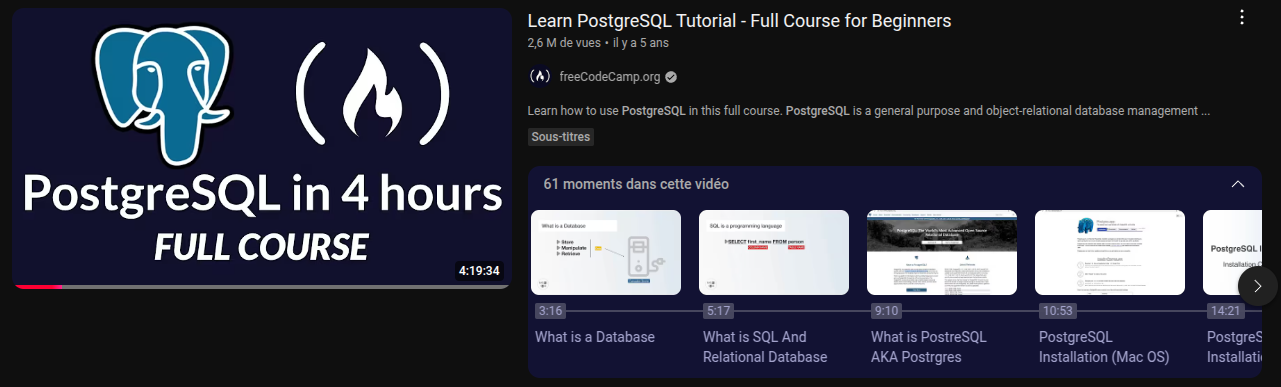 PostgreSQL in 4 hours
FULL COURSE
4:19:34
Learn PostgreSQL Tutorial - Full Course for Beginners
2,6 M de vues • il y a 5 ans
freeCodeCamp.org
Learn how to use PostgreSQL in this full course. PostgreSQL is a general purpose and object-relational database management ...
Sous-titres
61 moments dans cette vidéo
What is a Database
Store
Manipulate
Retrieve
SQL is a programming language
SELECT first_name FROM person
PostgreSQL: The World's Most Advanced Open Source
Relational Database
PostgreSQL I
Installation C
3:16
What is a Database
5:17
What is SQL And
Relational Database
9:10
What is PostreSQL
AKA Postrgres
10:53
PostgreSQL
Installation (Mac OS)
14:21
PostgreS
Installati